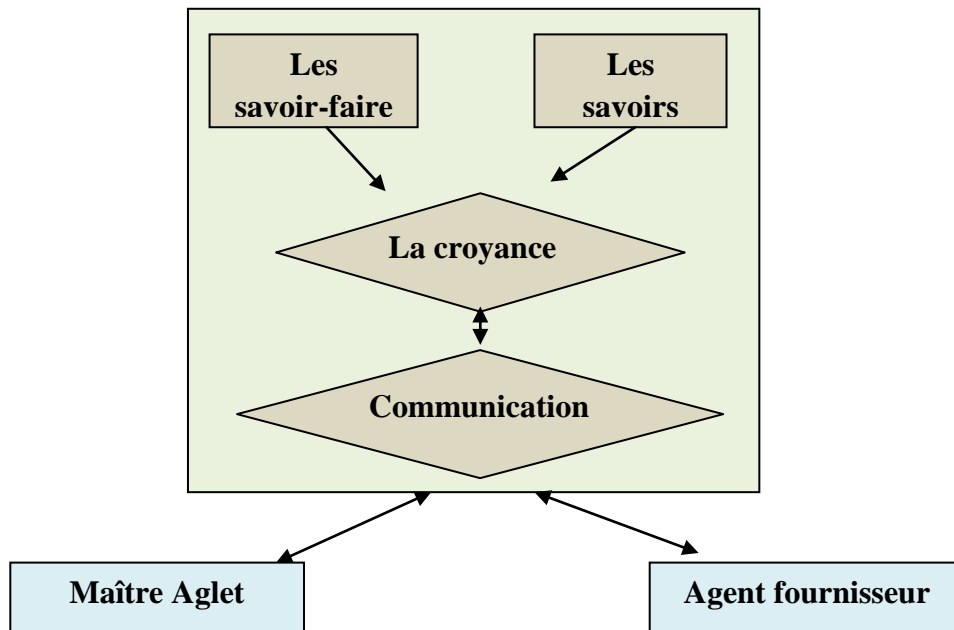 Les
savoir-faire
Les
savoirs
La croyance
Communication
Maître Aglet
Agent fournisseur